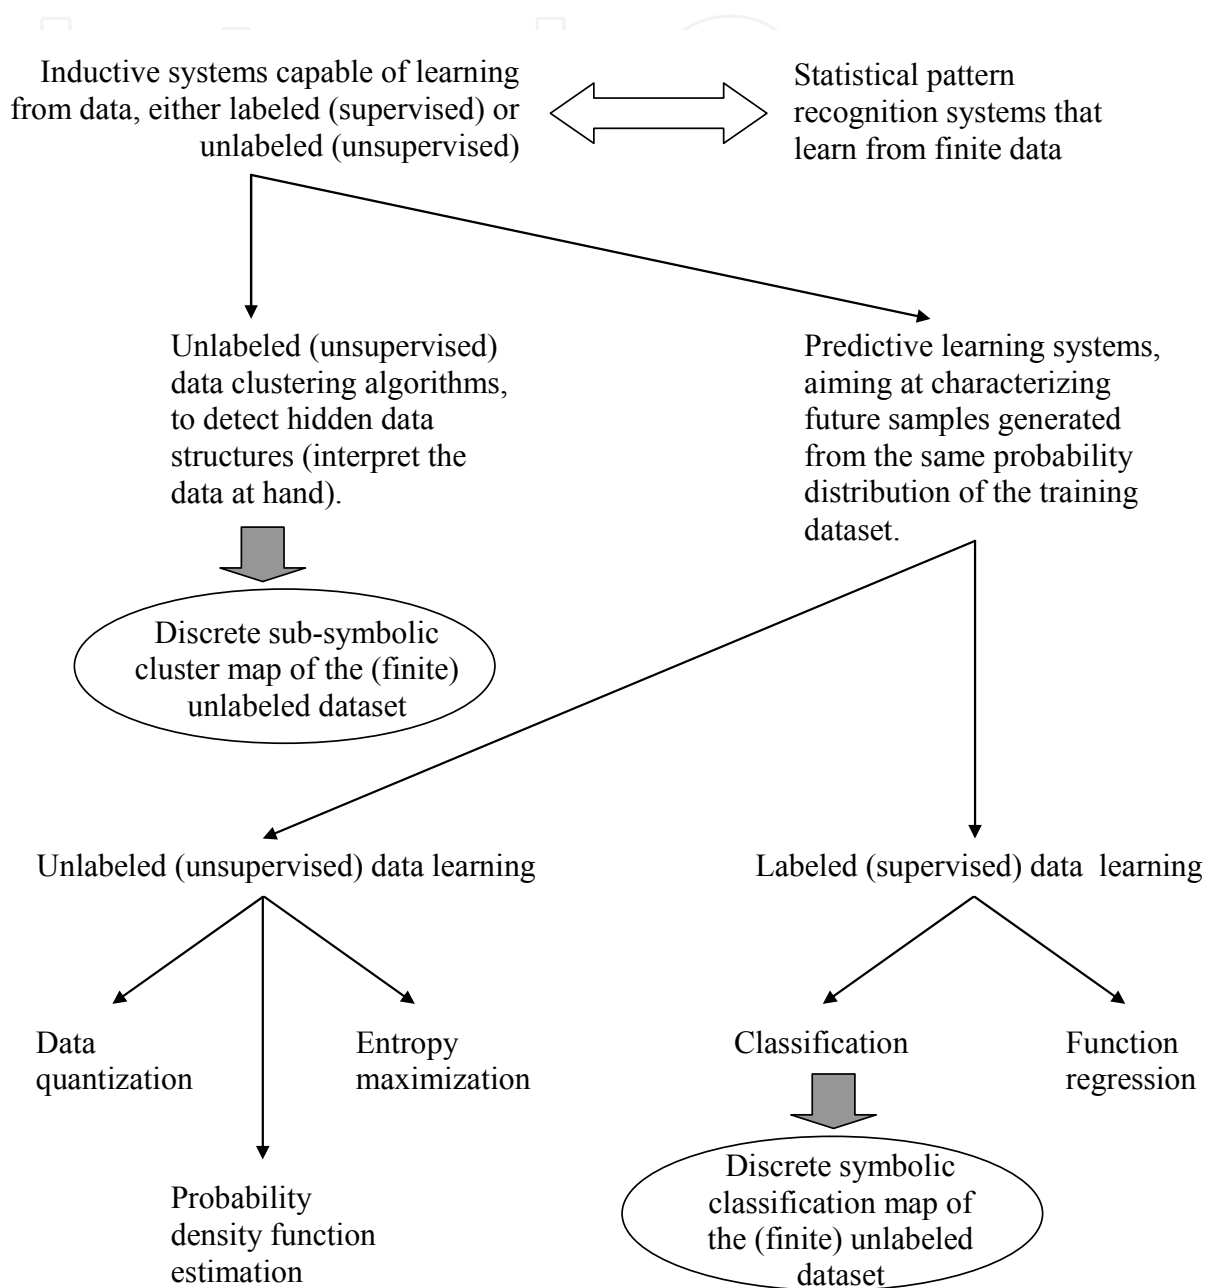 Inductive systems capable of learning
from data, either labeled (supervised) or
unlabeled (unsupervised)
Statistical pattern
recognition systems that
learn from finite data
Unlabeled (unsupervised)
data clustering algorithms,
to detect hidden data
structures (interpret the
data at hand).
Predictive learning systems,
aiming at characterizing
future samples generated
from the same probability
distribution of the training
dataset.
Discrete sub-symbolic
cluster map of the (finite)
unlabeled dataset
Unlabeled (unsupervised) data learning
Labeled (supervised) data learning
Data
quantization
Entropy
maximization
Probability
density function
estimation
Classification
Function
regression
Discrete symbolic
classification map of
the (finite) unlabeled
dataset